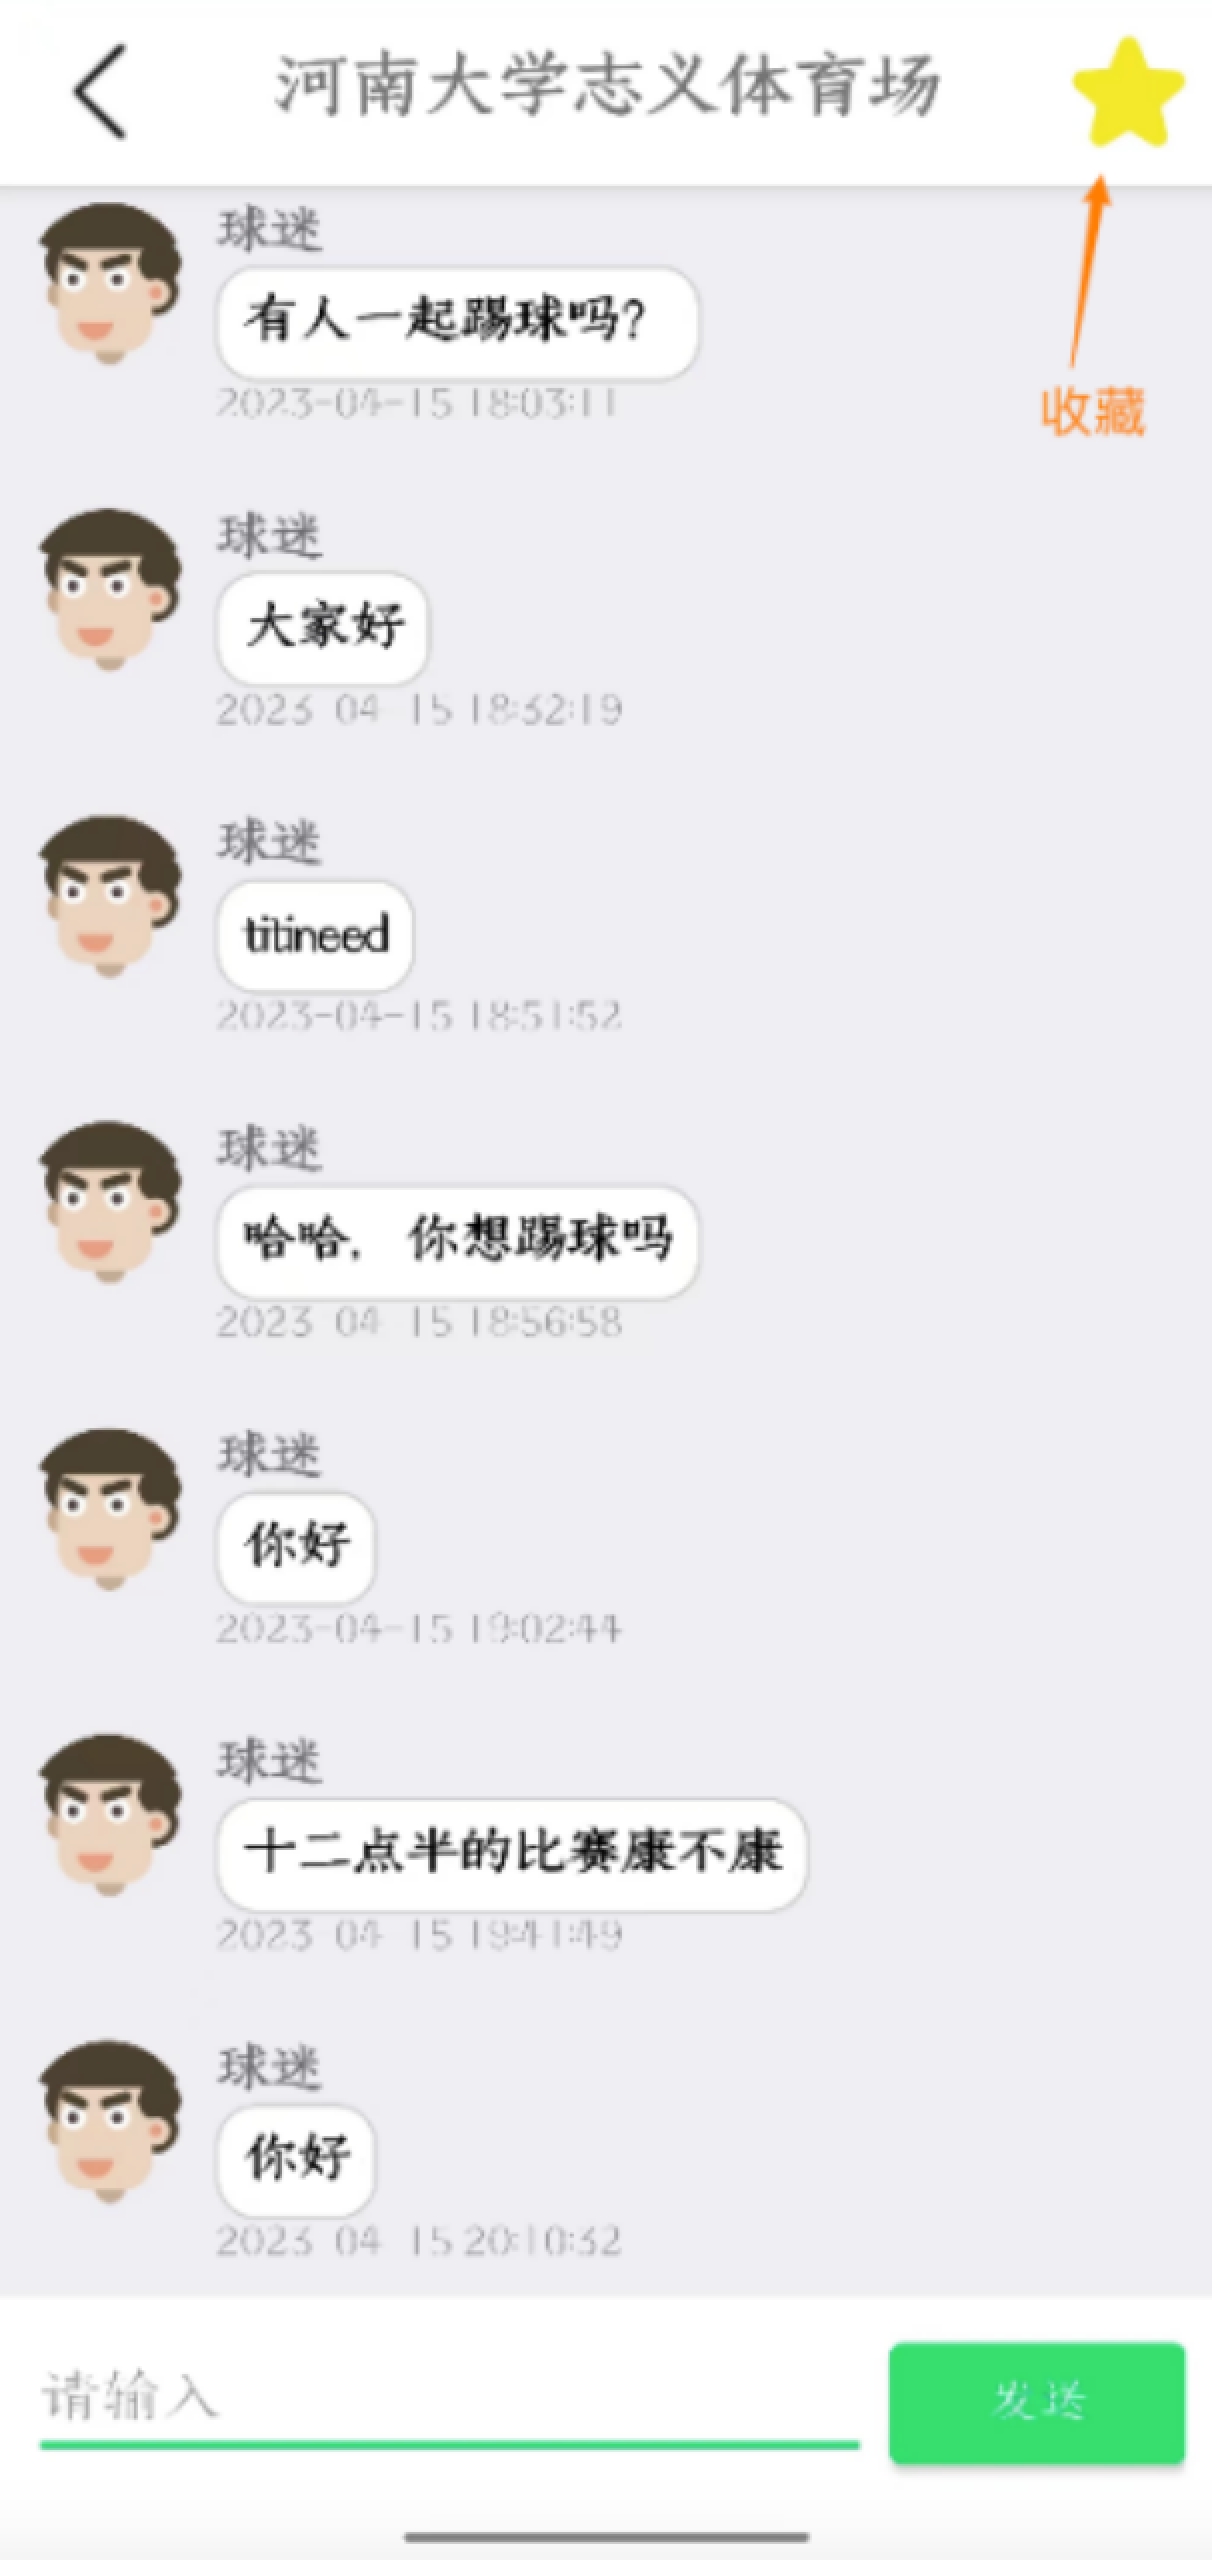 河南大学志义体育场
球迷
有人一起踢球吗？
2023-04-15 18:03:11
收藏
球迷
大家好
2023-04-15 18:32:19
球迷
titineed
2023-04-15 18:51:52
球迷
哈哈，你想踢球吗
2023-04-15 18:56:58
球迷
你好
2023-04-15 19:02:44
球迷
十二点半的比赛康不康
2023-04-15 19:41:49
球迷
你好
2023-04-15 20:10:32
请输入
发送